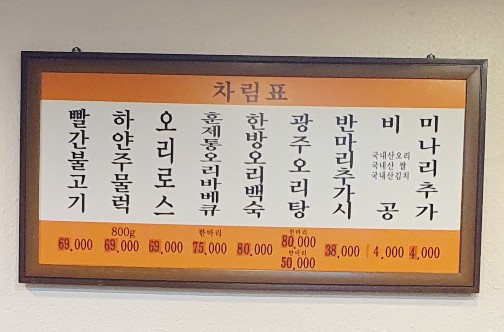 차림표
빨간불고기
하얀주물럭
오리로스
훈제통오리바베큐
한방오리백숙
광주오리탕
반마리추가시
비공
국내산오리
국내산 쌀
국내산김치
미나리추가
69,000
800g
69,000
69,000
한마리
75,000
80,000
한마리
80,000
한마리
50,000
38,000
4,000
4,000